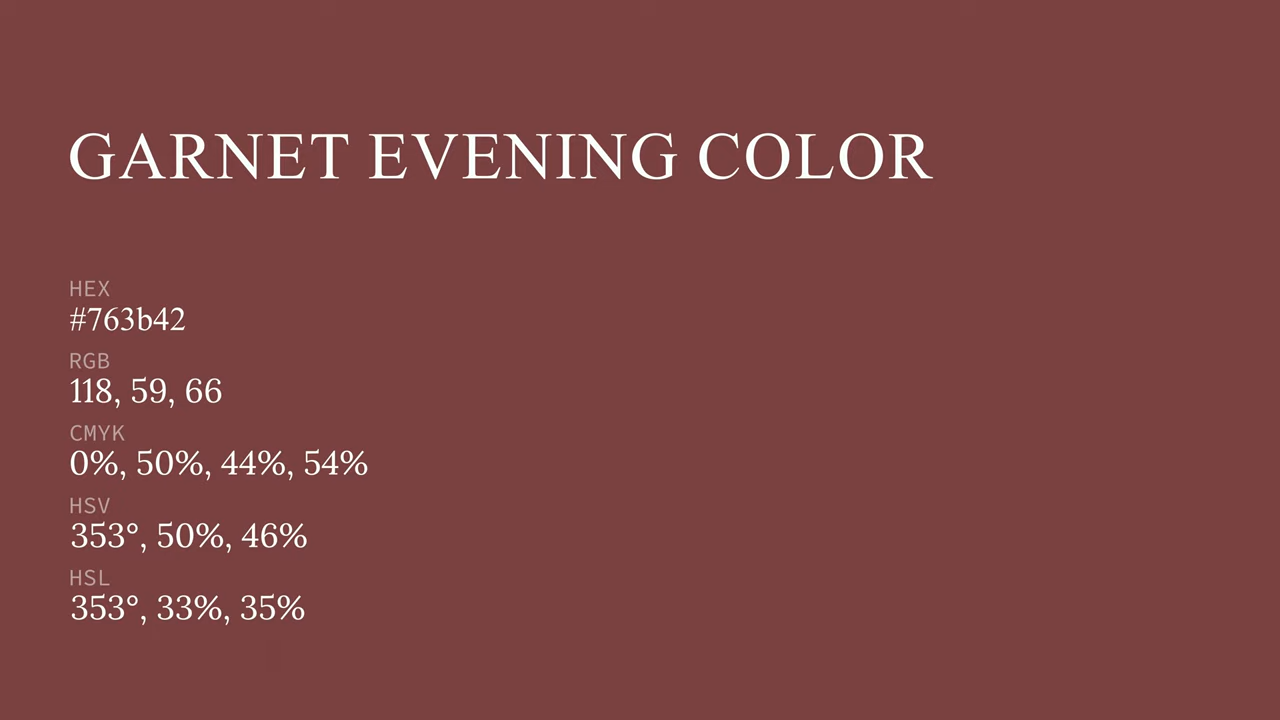 GARNET EVENING COLOR
HEX
#763b42
RGB
118, 59, 66
CMYK
0%, 50%, 44%, 54%
HSV
353°, 50%, 46%
HSL
353°, 33%, 35%